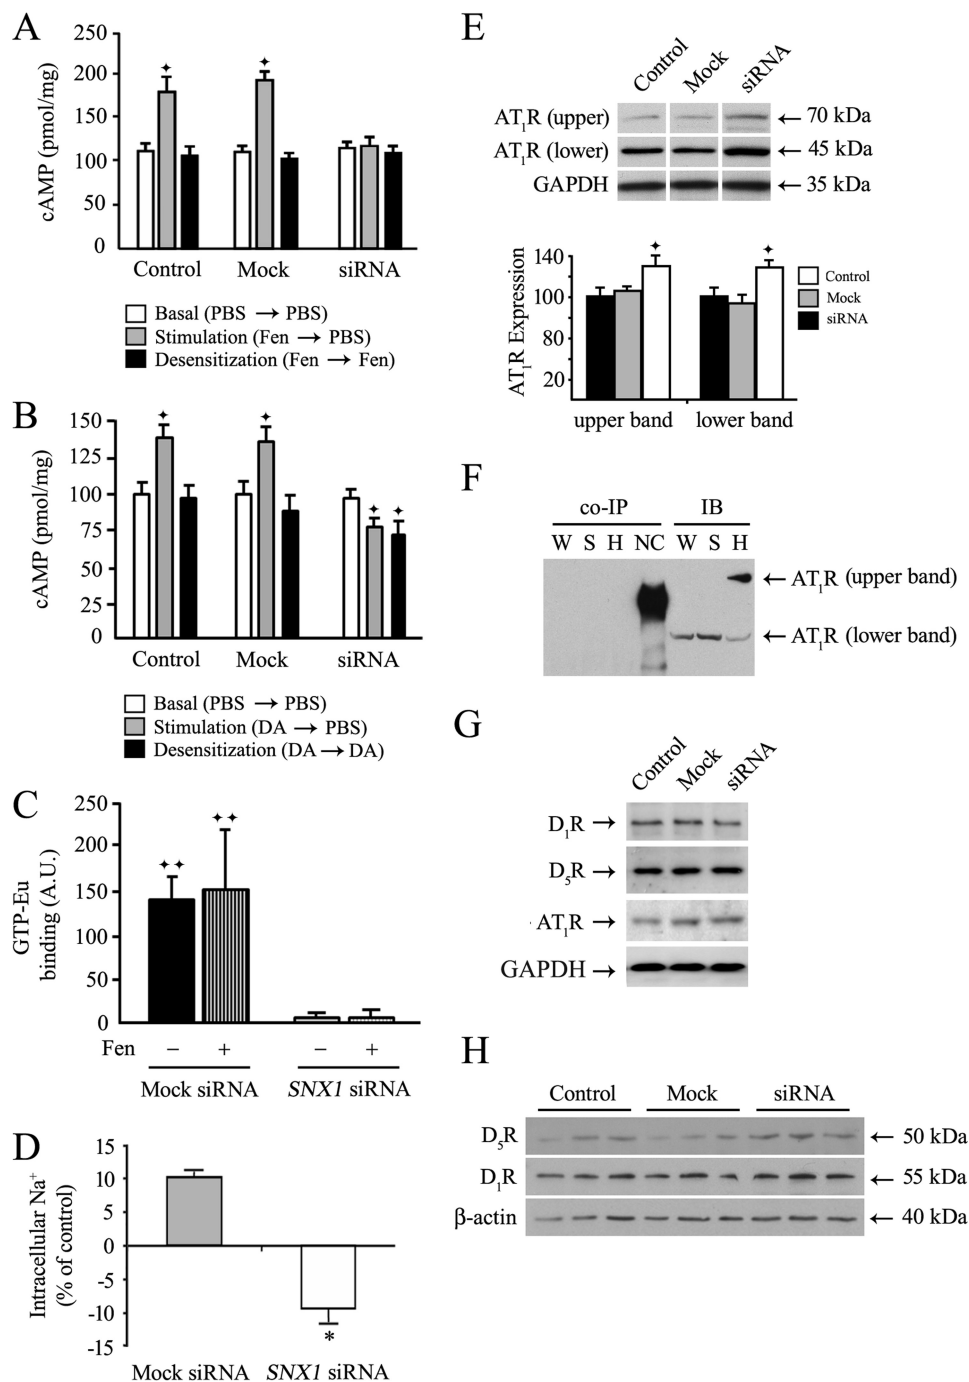 A
cAMP (pmol/mg)
250
200
150
100
50
0
✦ ✦
Control Mock siRNA
Basal (PBS → PBS)
Stimulation (Fen → PBS)
Desensitization (Fen → Fen)
B
cAMP (pmol/mg)
150
125
100
75
50
25
0
✦ ✦ ✦ ✦
Control Mock siRNA
Basal (PBS → PBS)
Stimulation (DA → PBS)
Desensitization (DA → DA)
C
GTP-Eu
binding (A.U.)
250
200
150
100
50
0
✦✦ ✦✦
Fen − + − +
Mock siRNA SNX1 siRNA
D
Intracellular Na⁺
(% of control)
15
10
5
0
-5
-10
-15
*
Mock siRNA SNX1 siRNA
E
Control Mock siRNA
AT₁R (upper) ← 70 kDa
AT₁R (lower) ← 45 kDa
GAPDH ← 35 kDa
AT₁R Expression
140
100
80
20
✦ ✦
Control
Mock
siRNA
upper band lower band
F
co-IP IB
W S H NC W S H
← AT₁R (upper band)
← AT₁R (lower band)
G
Control Mock siRNA
D₁R →
D₅R →
AT₁R →
GAPDH →
H
Control Mock siRNA
D₅R ← 50 kDa
D₁R ← 55 kDa
β-actin ← 40 kDa